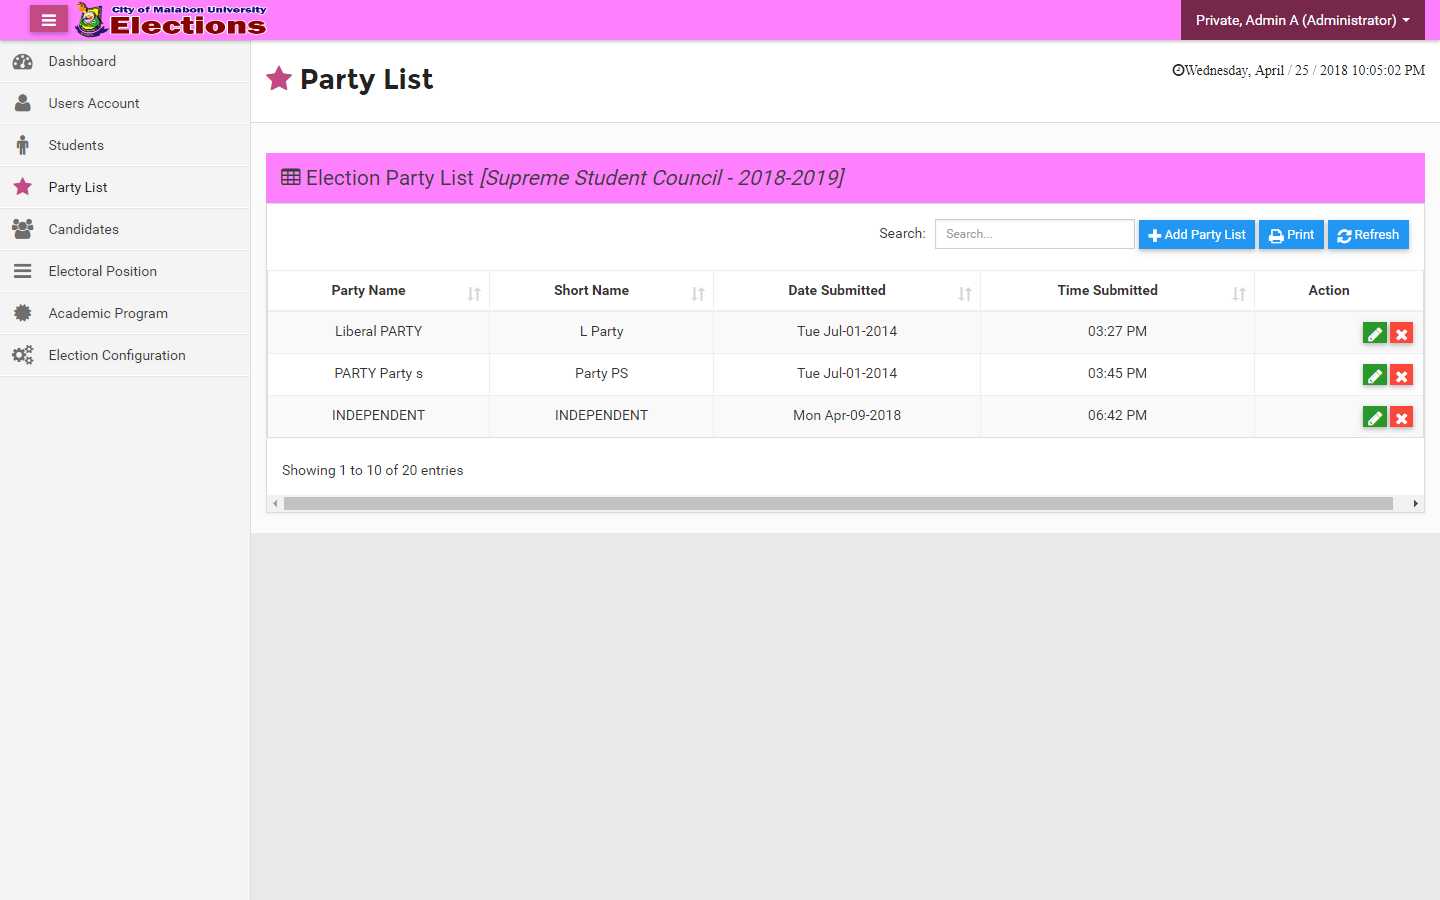 City of Malabon University
Elections
Private, Admin A (Administrator)
Dashboard
Users Account
Students
Party List
Candidates
Electoral Position
Academic Program
Election Configuration
Party List
Wednesday, April / 25 / 2018 10:05:02 PM
Election Party List [Supreme Student Council - 2018-2019]
Search: Search... Add Party List Print Refresh
Party Name Short Name Date Submitted Time Submitted Action
Liberal PARTY L Party Tue Jul-01-2014 03:27 PM
PARTY Party s Party PS Tue Jul-01-2014 03:45 PM
INDEPENDENT INDEPENDENT Mon Apr-09-2018 06:42 PM
Showing 1 to 10 of 20 entries